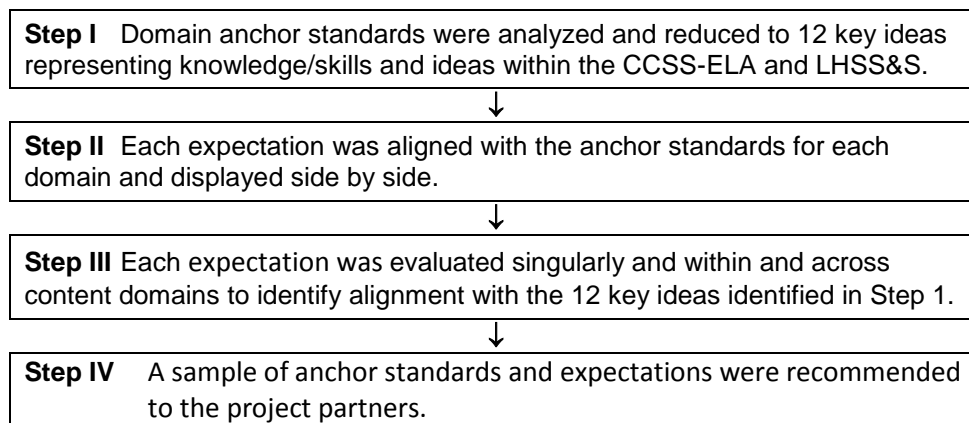 Step I Domain anchor standards were analyzed and reduced to 12 key ideas
representing knowledge/skills and ideas within the CCSS-ELA and LHSS&S.
↓
Step II Each expectation was aligned with the anchor standards for each
domain and displayed side by side.
↓
Step III Each expectation was evaluated singularly and within and across
content domains to identify alignment with the 12 key ideas identified in Step 1.
↓
Step IV A sample of anchor standards and expectations were recommended
to the project partners.